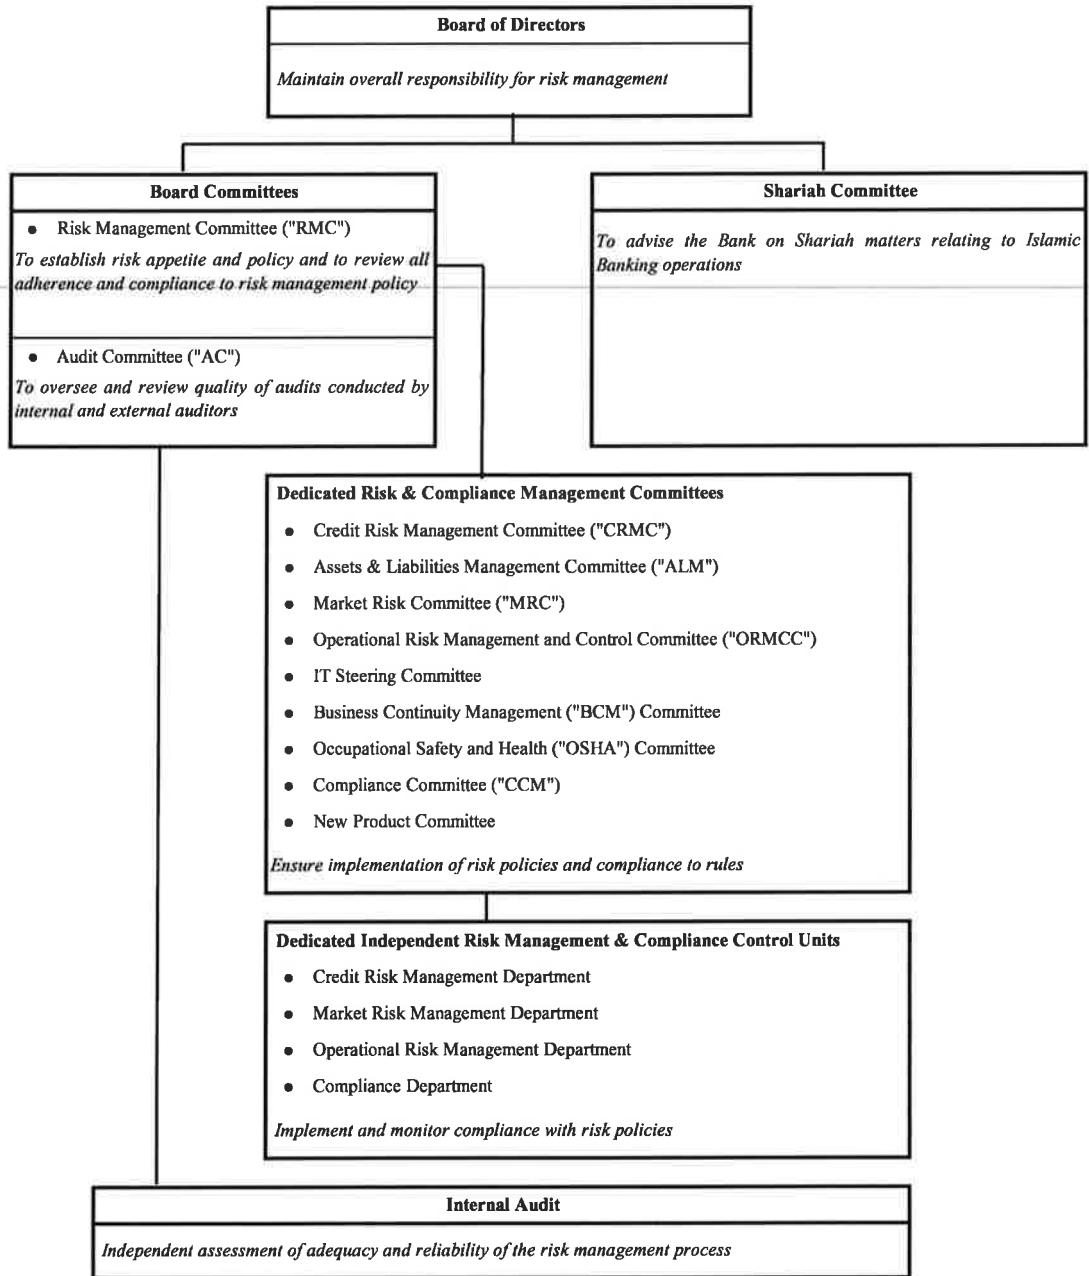 Board of Directors
Maintain overall responsibility for risk management
Board Committees
● Risk Management Committee ("RMC")
To establish risk appetite and policy and to review all
adherence and compliance to risk management policy
● Audit Committee ("AC")
To oversee and review quality of audits conducted by
internal and external auditors
Shariah Committee
To advise the Bank on Shariah matters relating to Islamic
Banking operations
Dedicated Risk & Compliance Management Committees
● Credit Risk Management Committee ("CRMC")
● Assets & Liabilities Management Committee ("ALM")
● Market Risk Committee ("MRC")
● Operational Risk Management and Control Committee ("ORMCC")
● IT Steering Committee
● Business Continuity Management ("BCM") Committee
● Occupational Safety and Health ("OSHA") Committee
● Compliance Committee ("CCM")
● New Product Committee
Ensure implementation of risk policies and compliance to rules
Dedicated Independent Risk Management & Compliance Control Units
● Credit Risk Management Department
● Market Risk Management Department
● Operational Risk Management Department
● Compliance Department
Implement and monitor compliance with risk policies
Internal Audit
Independent assessment of adequacy and reliability of the risk management process